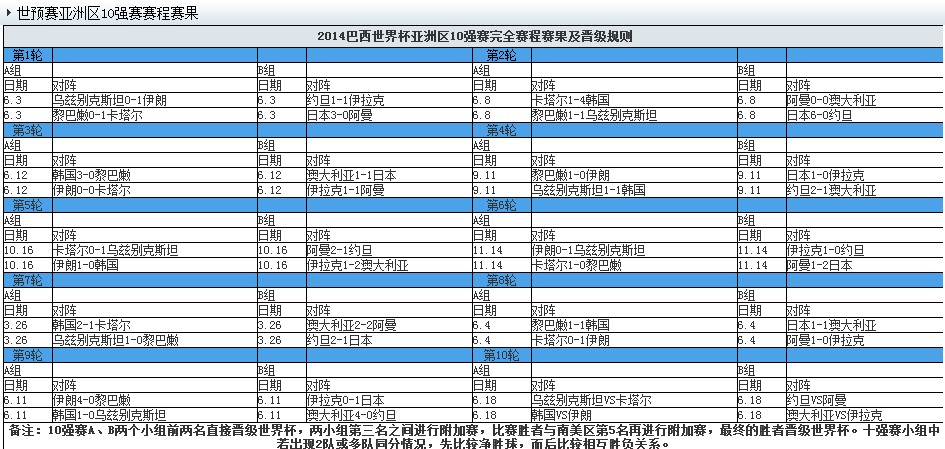 世预赛亚洲区10强赛赛程赛果
2014巴西世界杯亚洲区10强赛完全赛程赛果及晋级规则
第1轮 第2轮
A组 B组 A组 B组
日期 对阵 日期 对阵 日期 对阵 日期 对阵
6.3 乌兹别克斯坦0-1伊朗 6.3 约旦1-1伊拉克 6.8 卡塔尔1-4韩国 6.8 阿曼0-0澳大利亚
6.3 黎巴嫩0-1卡塔尔 6.3 日本3-0阿曼 6.8 黎巴嫩1-1乌兹别克斯坦 6.8 日本6-0约旦
第3轮 第4轮
A组 B组 A组 B组
日期 对阵 日期 对阵 日期 对阵 日期 对阵
6.12 韩国3-0黎巴嫩 6.12 澳大利亚1-1日本 9.11 黎巴嫩1-0伊朗 9.11 日本1-0伊拉克
6.12 伊朗0-0卡塔尔 6.12 伊拉克1-1阿曼 9.11 乌兹别克斯坦1-1韩国 9.11 约旦2-1澳大利亚
第5轮 第6轮
A组 B组 A组 B组
日期 对阵 日期 对阵 日期 对阵 日期 对阵
10.16 卡塔尔0-1乌兹别克斯坦 10.16 阿曼2-1约旦 11.14 伊朗0-1乌兹别克斯坦 11.14 伊拉克1-0约旦
10.16 伊朗1-0韩国 10.16 伊拉克1-2澳大利亚 11.14 卡塔尔1-0黎巴嫩 11.14 阿曼1-2日本
第7轮 第8轮
A组 B组 A组 B组
日期 对阵 日期 对阵 日期 对阵 日期 对阵
3.26 韩国2-1卡塔尔 3.26 澳大利亚2-2阿曼 6.4 黎巴嫩1-1韩国 6.4 日本1-1澳大利亚
3.26 乌兹别克斯坦1-0黎巴嫩 3.26 约旦2-1日本 6.4 卡塔尔0-1伊朗 6.4 阿曼1-0伊拉克
第9轮 第10轮
A组 B组 A组 B组
日期 对阵 日期 对阵 日期 对阵 日期 对阵
6.11 伊朗4-0黎巴嫩 6.11 伊拉克0-1日本 6.18 乌兹别克斯坦VS卡塔尔 6.18 约旦VS阿曼
6.11 韩国1-0乌兹别克斯坦 6.11 澳大利亚4-0约旦 6.18 韩国VS伊朗 6.18 澳大利亚VS伊拉克
备注：10强赛A、B两个小组前两名直接晋级世界杯，两小组第三名之间进行附加赛，比赛胜者与南美区第5名再进行附加赛，最终的胜者晋级世界杯。十强赛小组中
若出现2队或多队同分情况，先比较净胜球，而后比较相互胜负关系。